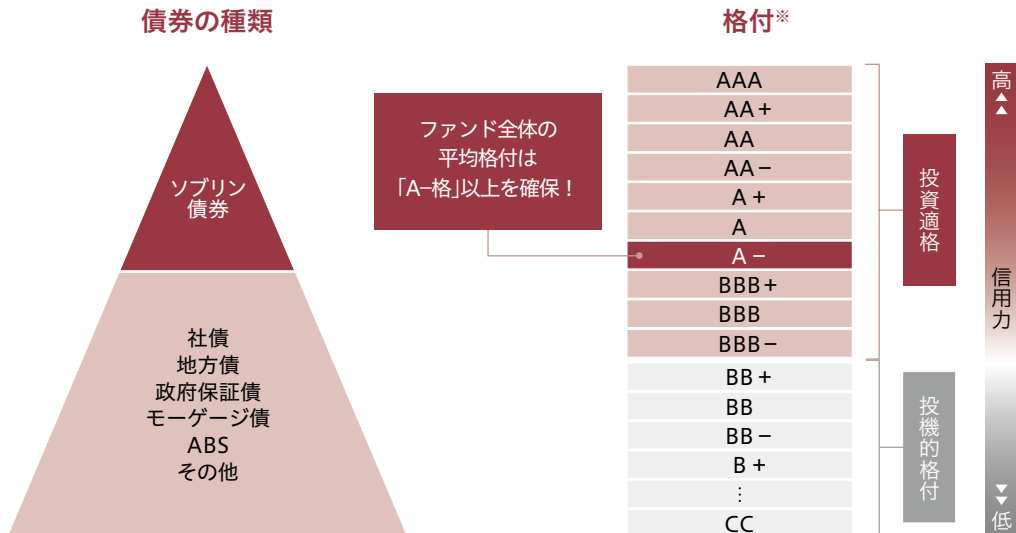 債券の種類
ソブリン
債券
社債
地方債
政府保証債
モーゲージ債
ABS
その他
ファンド全体の
平均格付は
「A−格」以上を確保！
格付※
AAA
AA+
AA
AA−
A+
A
A−
BBB+
BBB
BBB−
BB+
BB
BB−
B+
⋮
CC
投資適格
投機的格付
高
信用力
低